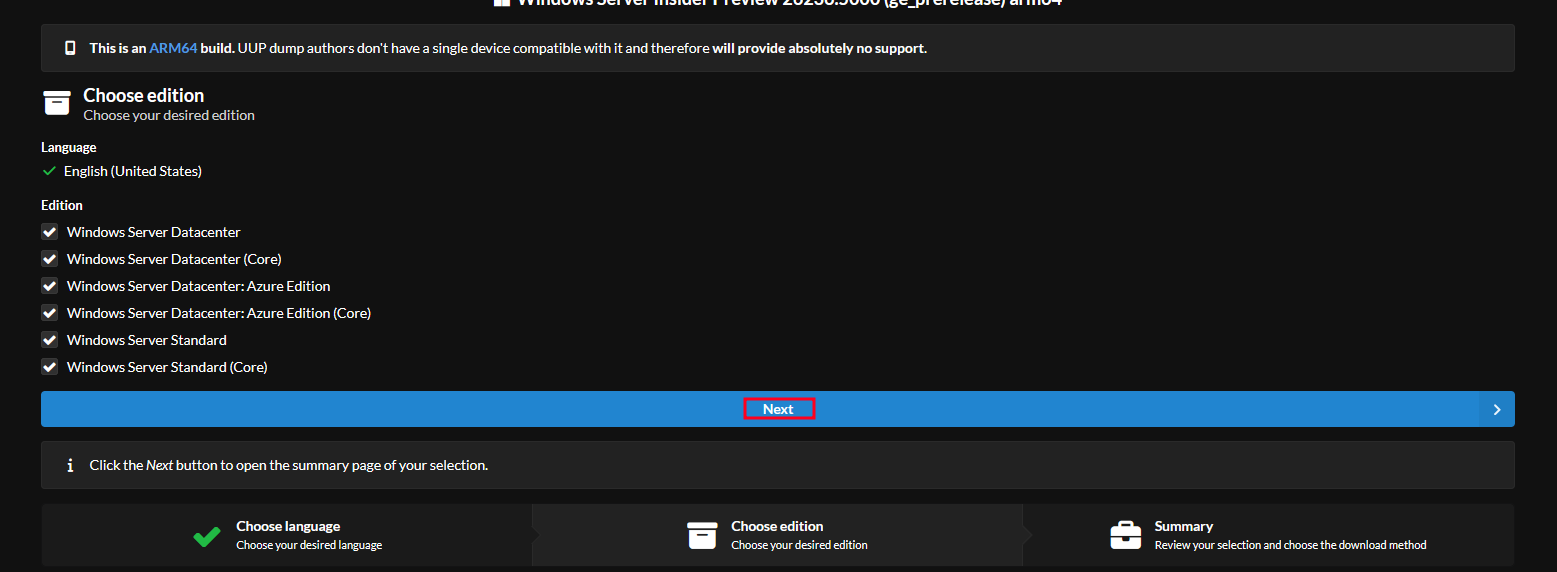 Windows Server Insider Preview 26236.5000 (ge_prerelease) arm64
This is an ARM64 build. UUP dump authors don't have a single device compatible with it and therefore will provide absolutely no support.
Choose edition
Choose your desired edition
Language
English (United States)
Edition
Windows Server Datacenter
Windows Server Datacenter (Core)
Windows Server Datacenter: Azure Edition
Windows Server Datacenter: Azure Edition (Core)
Windows Server Standard
Windows Server Standard (Core)
Next
Click the Next button to open the summary page of your selection.
Choose language
Choose your desired language
Choose edition
Choose your desired edition
Summary
Review your selection and choose the download method